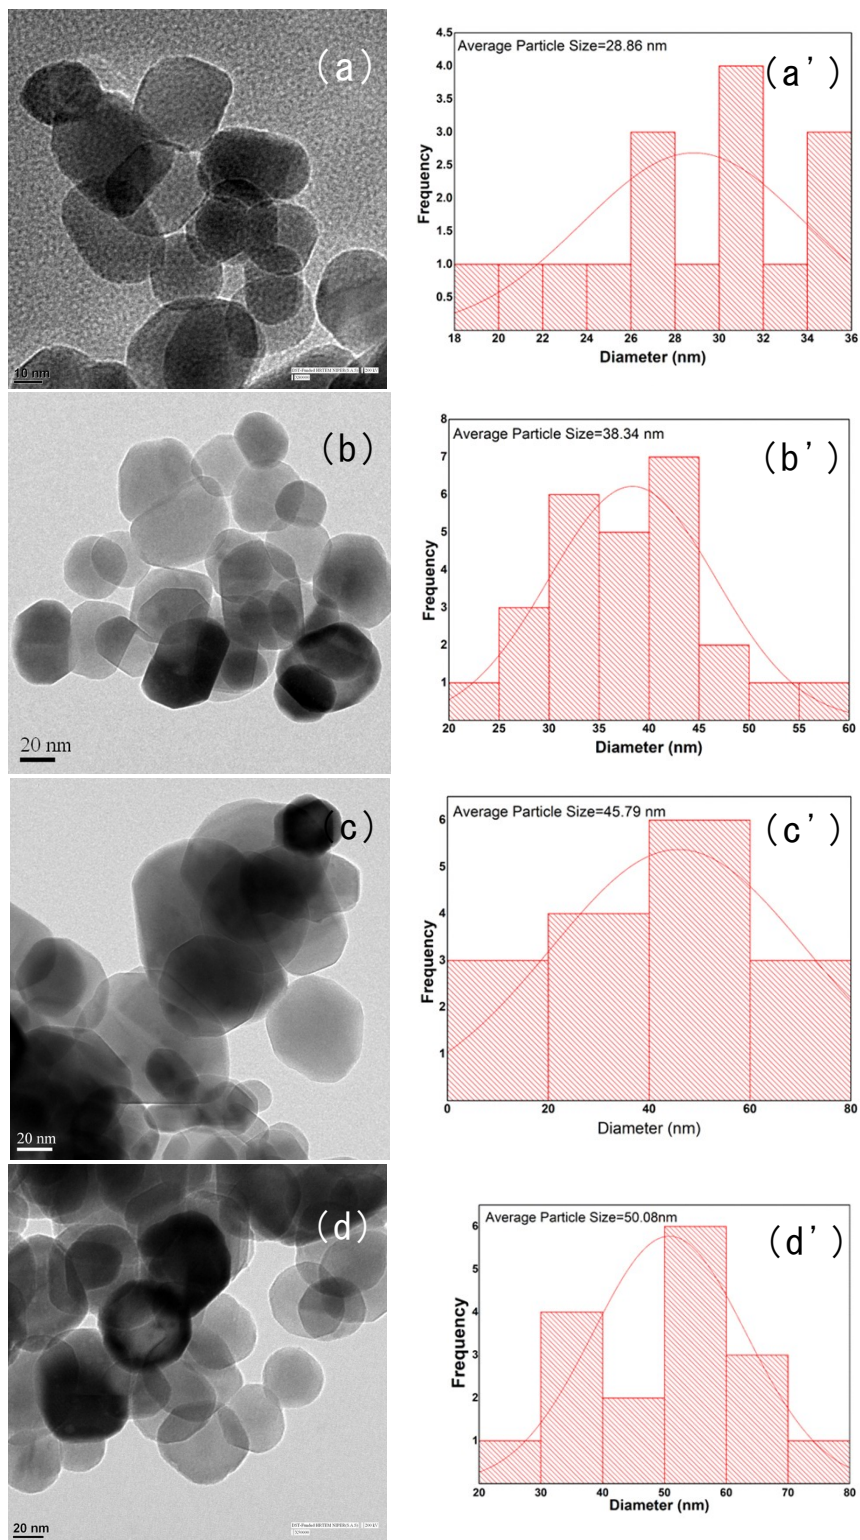 (a)
10 nm
Average Particle Size=28.86 nm
(a’)
4.5
4.0
3.5
3.0
2.5
2.0
1.5
1.0
0.5
Frequency
18 20 22 24 26 28 30 32 34 36
Diameter (nm)
(b)
20 nm
Average Particle Size=38.34 nm
(b’)
8
7
6
5
4
3
2
1
Frequency
20 25 30 35 40 45 50 55 60
Diameter (nm)
(c)
20 nm
Average Particle Size=45.79 nm
(c’)
6
5
4
3
2
1
Frequency
0 20 40 60 80
Diameter (nm)
(d)
20 nm
Average Particle Size=50.08nm
(d’)
6
5
4
3
2
1
Frequency
20 30 40 50 60 70 80
Diameter (nm)